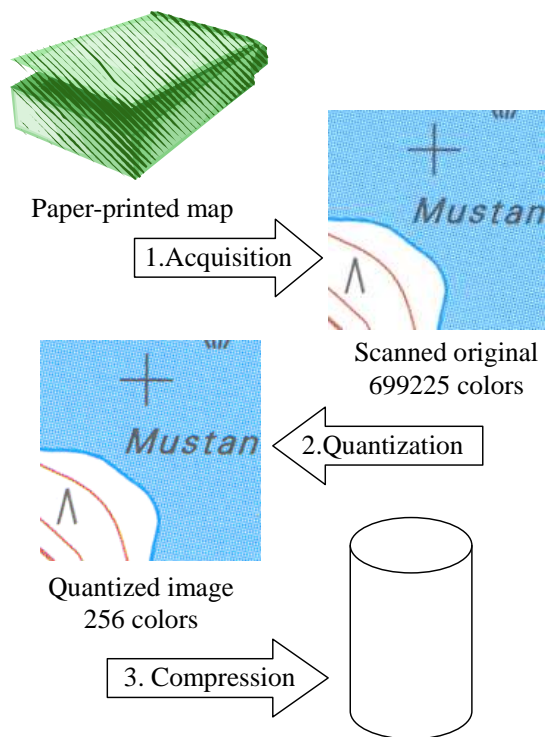 Paper-printed map
1.Acquisition
Mustan
Scanned original
699225 colors
2.Quantization
Mustan
Quantized image
256 colors
3. Compression